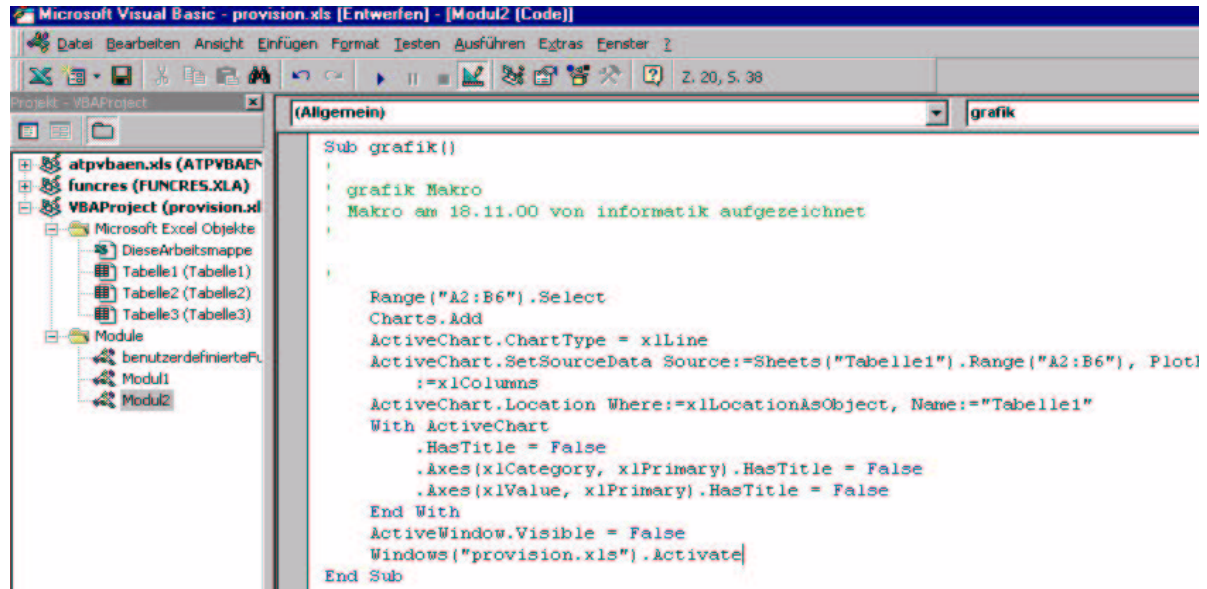 Microsoft Visual Basic - provision.xls [Entwerfen] - [Modul2 (Code)]
Datei Bearbeiten Ansicht Einfügen Format Testen Ausführen Extras Fenster ?
Z. 20, S. 38
Projekt - VBAProject
(Allgemein)
grafik
atpvbaen.xls (ATPVBAEN
funcres (FUNCRES.XLA)
VBAProject (provision.xl
Microsoft Excel Objekte
DieseArbeitsmappe
Tabelle1 (Tabelle1)
Tabelle2 (Tabelle2)
Tabelle3 (Tabelle3)
Module
benutzerdefinierteFu
Modul1
Modul2
Sub grafik()
'
' grafik Makro
' Makro am 18.11.00 von informatik aufgezeichnet
'
'
Range("A2:B6").Select
Charts.Add
ActiveChart.ChartType = xlLine
ActiveChart.SetSourceData Source:=Sheets("Tabelle1").Range("A2:B6"), Plot
:=xlColumns
ActiveChart.Location Where:=xlLocationAsObject, Name:="Tabelle1"
With ActiveChart
.HasTitle = False
.Axes(xlCategory, xlPrimary).HasTitle = False
.Axes(xlValue, xlPrimary).HasTitle = False
End With
ActiveWindow.Visible = False
Windows("provision.xls").Activate
End Sub